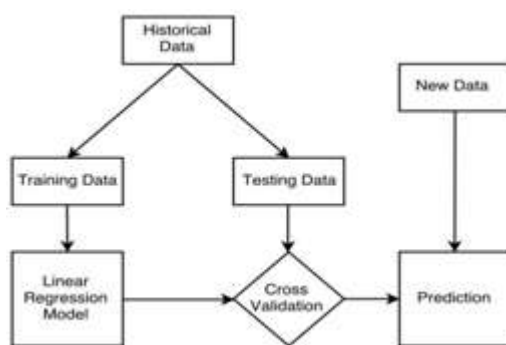 Historical
Data
New Data
Training Data
Testing Data
Linear
Regression
Model
Cross
Validation
Prediction